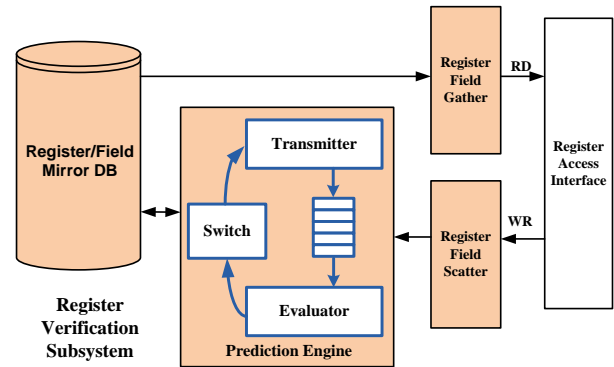 Register/Field
Mirror DB
Register
Verification
Subsystem
Transmitter
Switch
Evaluator
Prediction Engine
Register
Field
Gather
RD
Register
Field
Scatter
WR
Register
Access
Interface